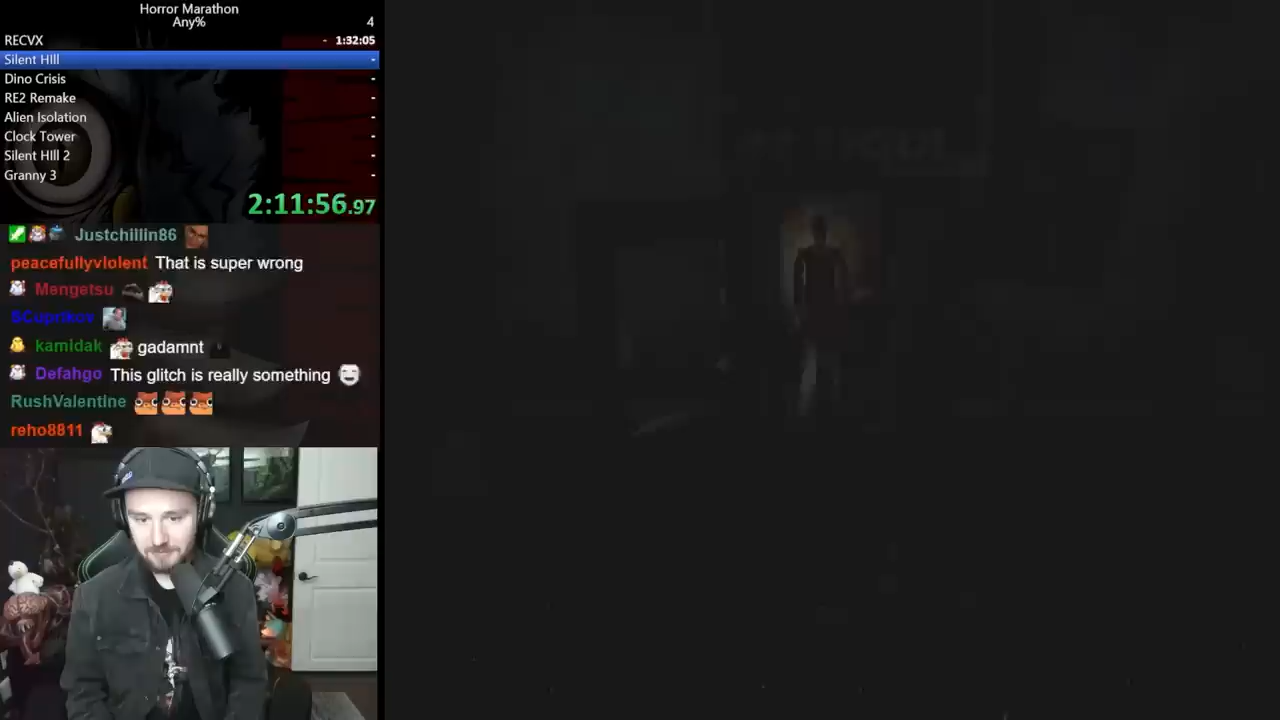 Horror Marathon
Any%
4
RECVX - 1:32:05
Silent HIll -
Dino Crisis -
RE2 Remake -
Alien Isolation -
Clock Tower -
Silent HIll 2 -
Granny 3 -
2:11:56.97
Justchillin86
peacefullyvIolent That is super wrong
Mengetsu
SCuprikov
kamidak gadamnt
Defahgo This glitch is really something
RushValentine
reho8811